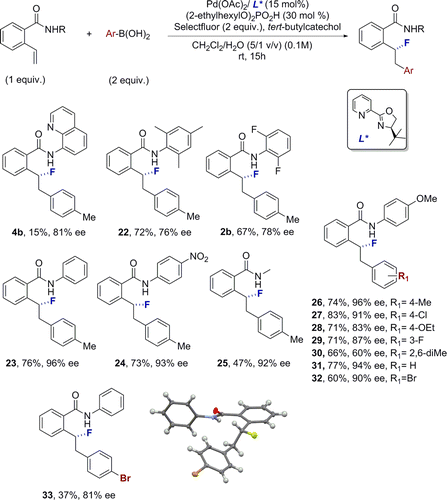 O
NHR
+
Ar-B(OH)₂
Pd(OAc)₂/ L* (15 mol%)
(2-ethylhexylO)₂PO₂H (30 mol %)
Selectfluor (2 equiv.), tert-butylcatechol
CH₂Cl₂/H₂O (5/1 v/v) (0.1M)
rt, 15h
O
NHR
F
Ar
(1 equiv.)
(2 equiv.)
N
O
N
L*
O
N
H
N
F
Me
4b, 15%, 81% ee
O
N
H
F
Me
22, 72%, 76% ee
O
F
N
H
F
F
Me
2b, 67%, 78% ee
O
N
H
F
Me
23, 76%, 96% ee
O
NO₂
N
H
F
Me
24, 73%, 93% ee
O
N
H
F
Me
25, 47%, 92% ee
OMe
O
N
H
F
R₁
26, 74%, 96% ee, R₁= 4-Me
27, 83%, 91% ee, R₁= 4-Cl
28, 71%, 83% ee, R₁= 4-OEt
29, 71%, 87% ee, R₁= 3-F
30, 66%, 60% ee, R₁= 2,6-diMe
31, 77%, 94% ee, R₁= H
32, 60%, 90% ee, R₁=Br
O
N
H
F
Br
33, 37%, 81% ee